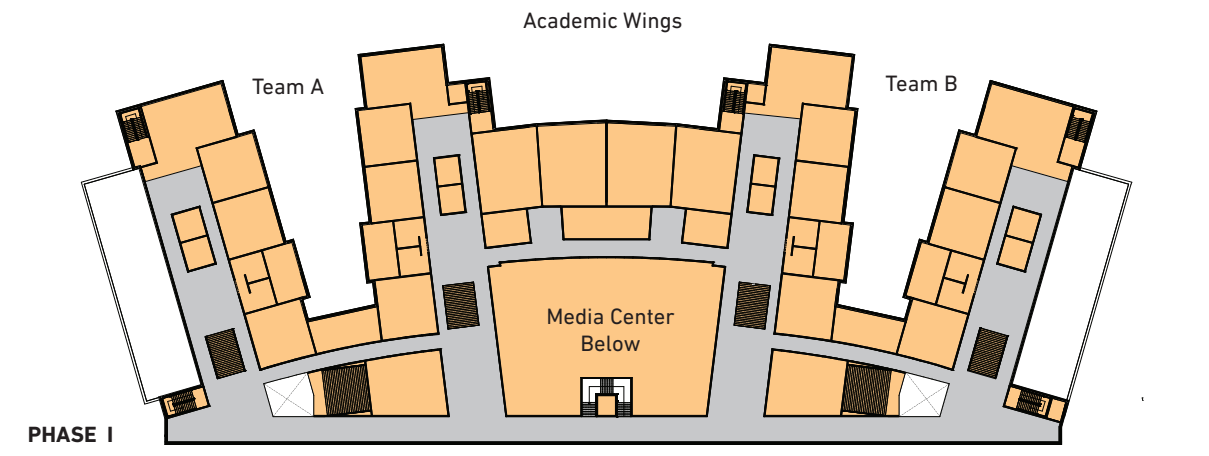 Academic Wings
Team A
Team B
Media Center
Below
PHASE I